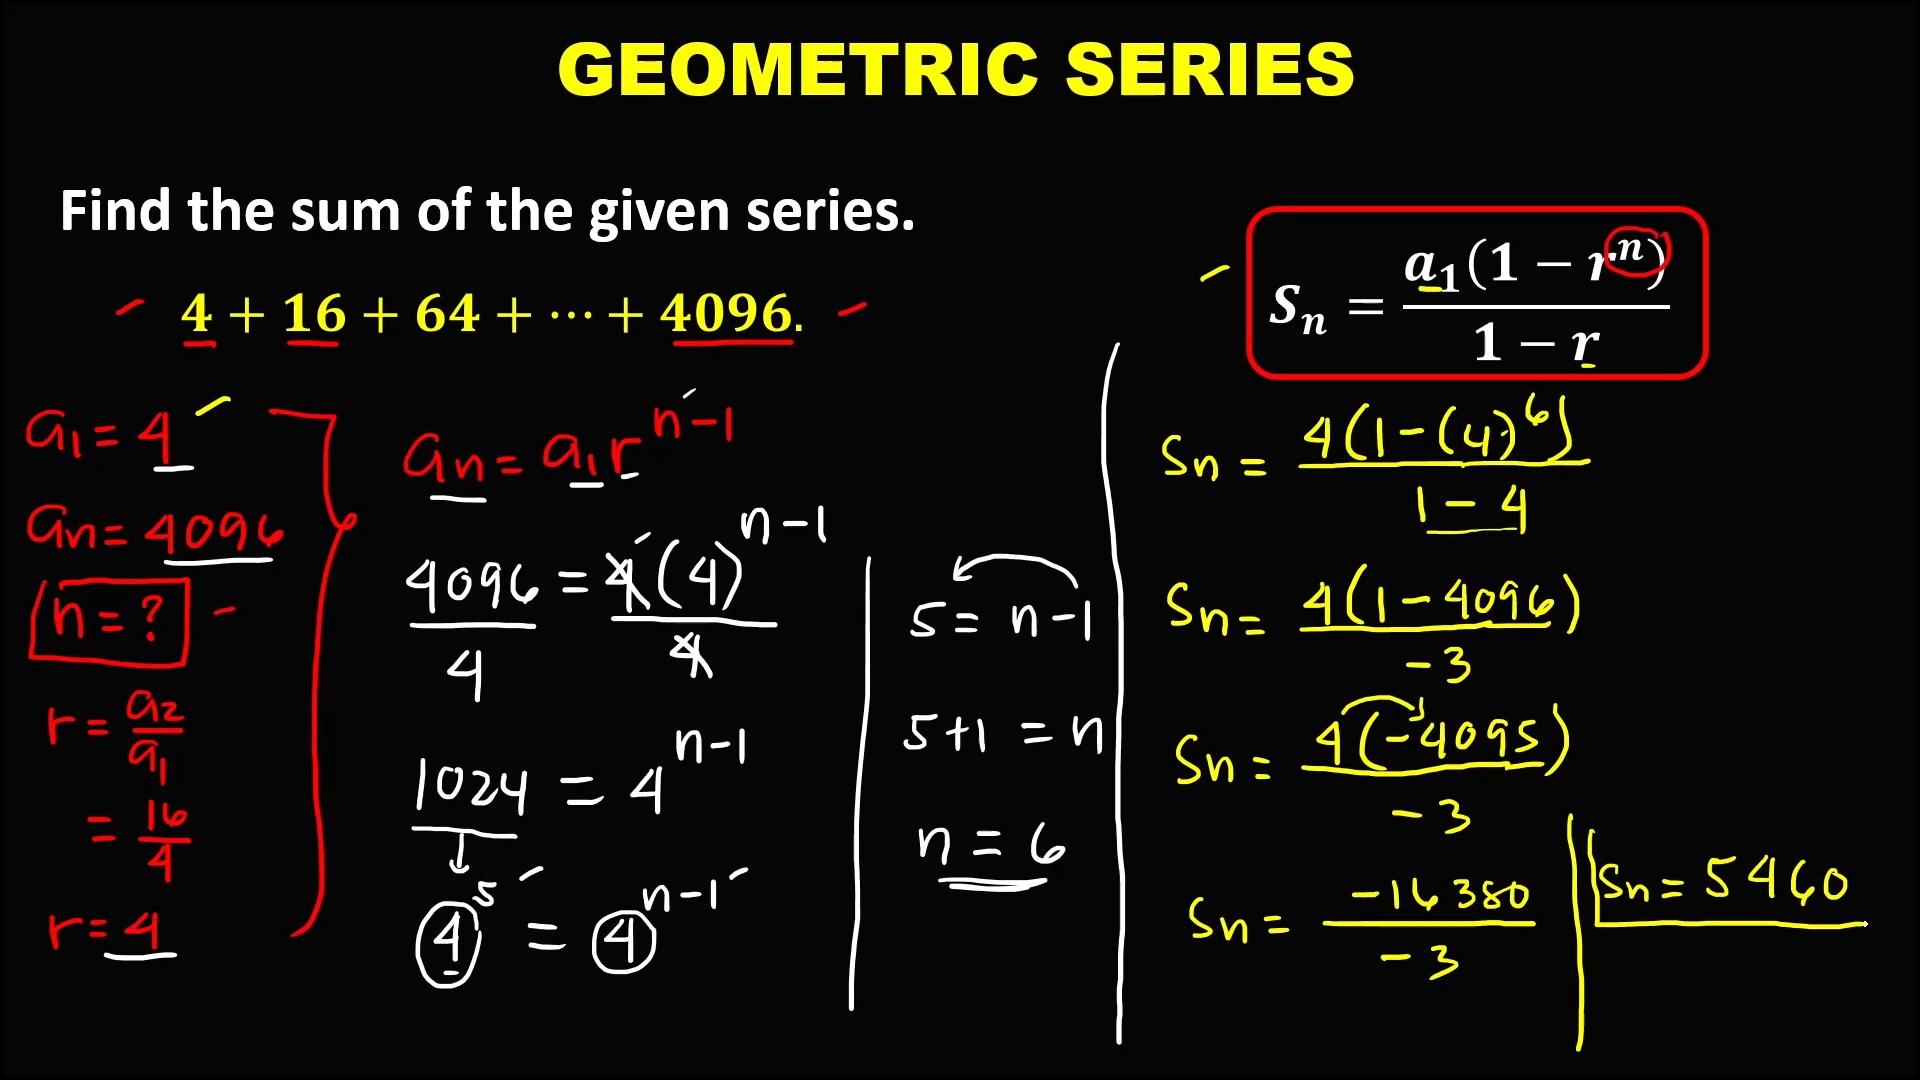 GEOMETRIC SERIES
Find the sum of the given series.
4 + 16 + 64 + ⋯ + 4096.
a₁ = 4
aₙ = 4096
n = ?
r = a₂/a₁
= 16/4
r = 4
aₙ = a₁r^(n-1)
4096/4 = 4(4)^(n-1)/4
1024 = 4^(n-1)
4^5 = 4^(n-1)
5 = n-1
5+1 = n
n = 6
Sₙ = a₁(1 − rⁿ)/(1 − r)
Sn = 4(1-(4)^6)/(1-4)
Sn = 4(1-4096)/-3
Sn = 4(-4095)/-3
Sn = -16380/-3
Sn = 5460